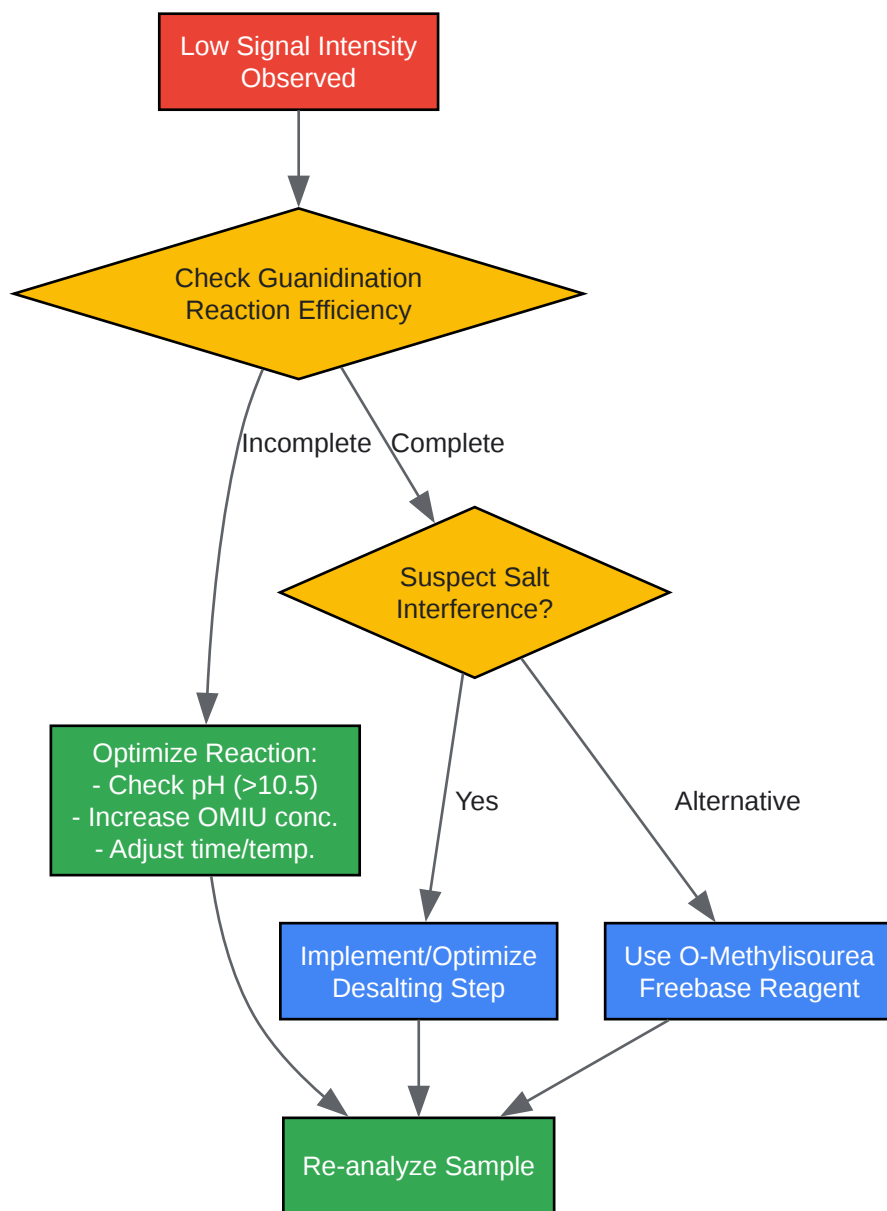 Low Signal Intensity
Observed
Check Guanidination
Reaction Efficiency
Incomplete
Complete
Suspect Salt
Interference?
Optimize Reaction:
- Check pH (>10.5)
- Increase OMIU conc.
- Adjust time/temp.
Yes
Alternative
Implement/Optimize
Desalting Step
Use O-Methylisourea
Freebase Reagent
Re-analyze Sample